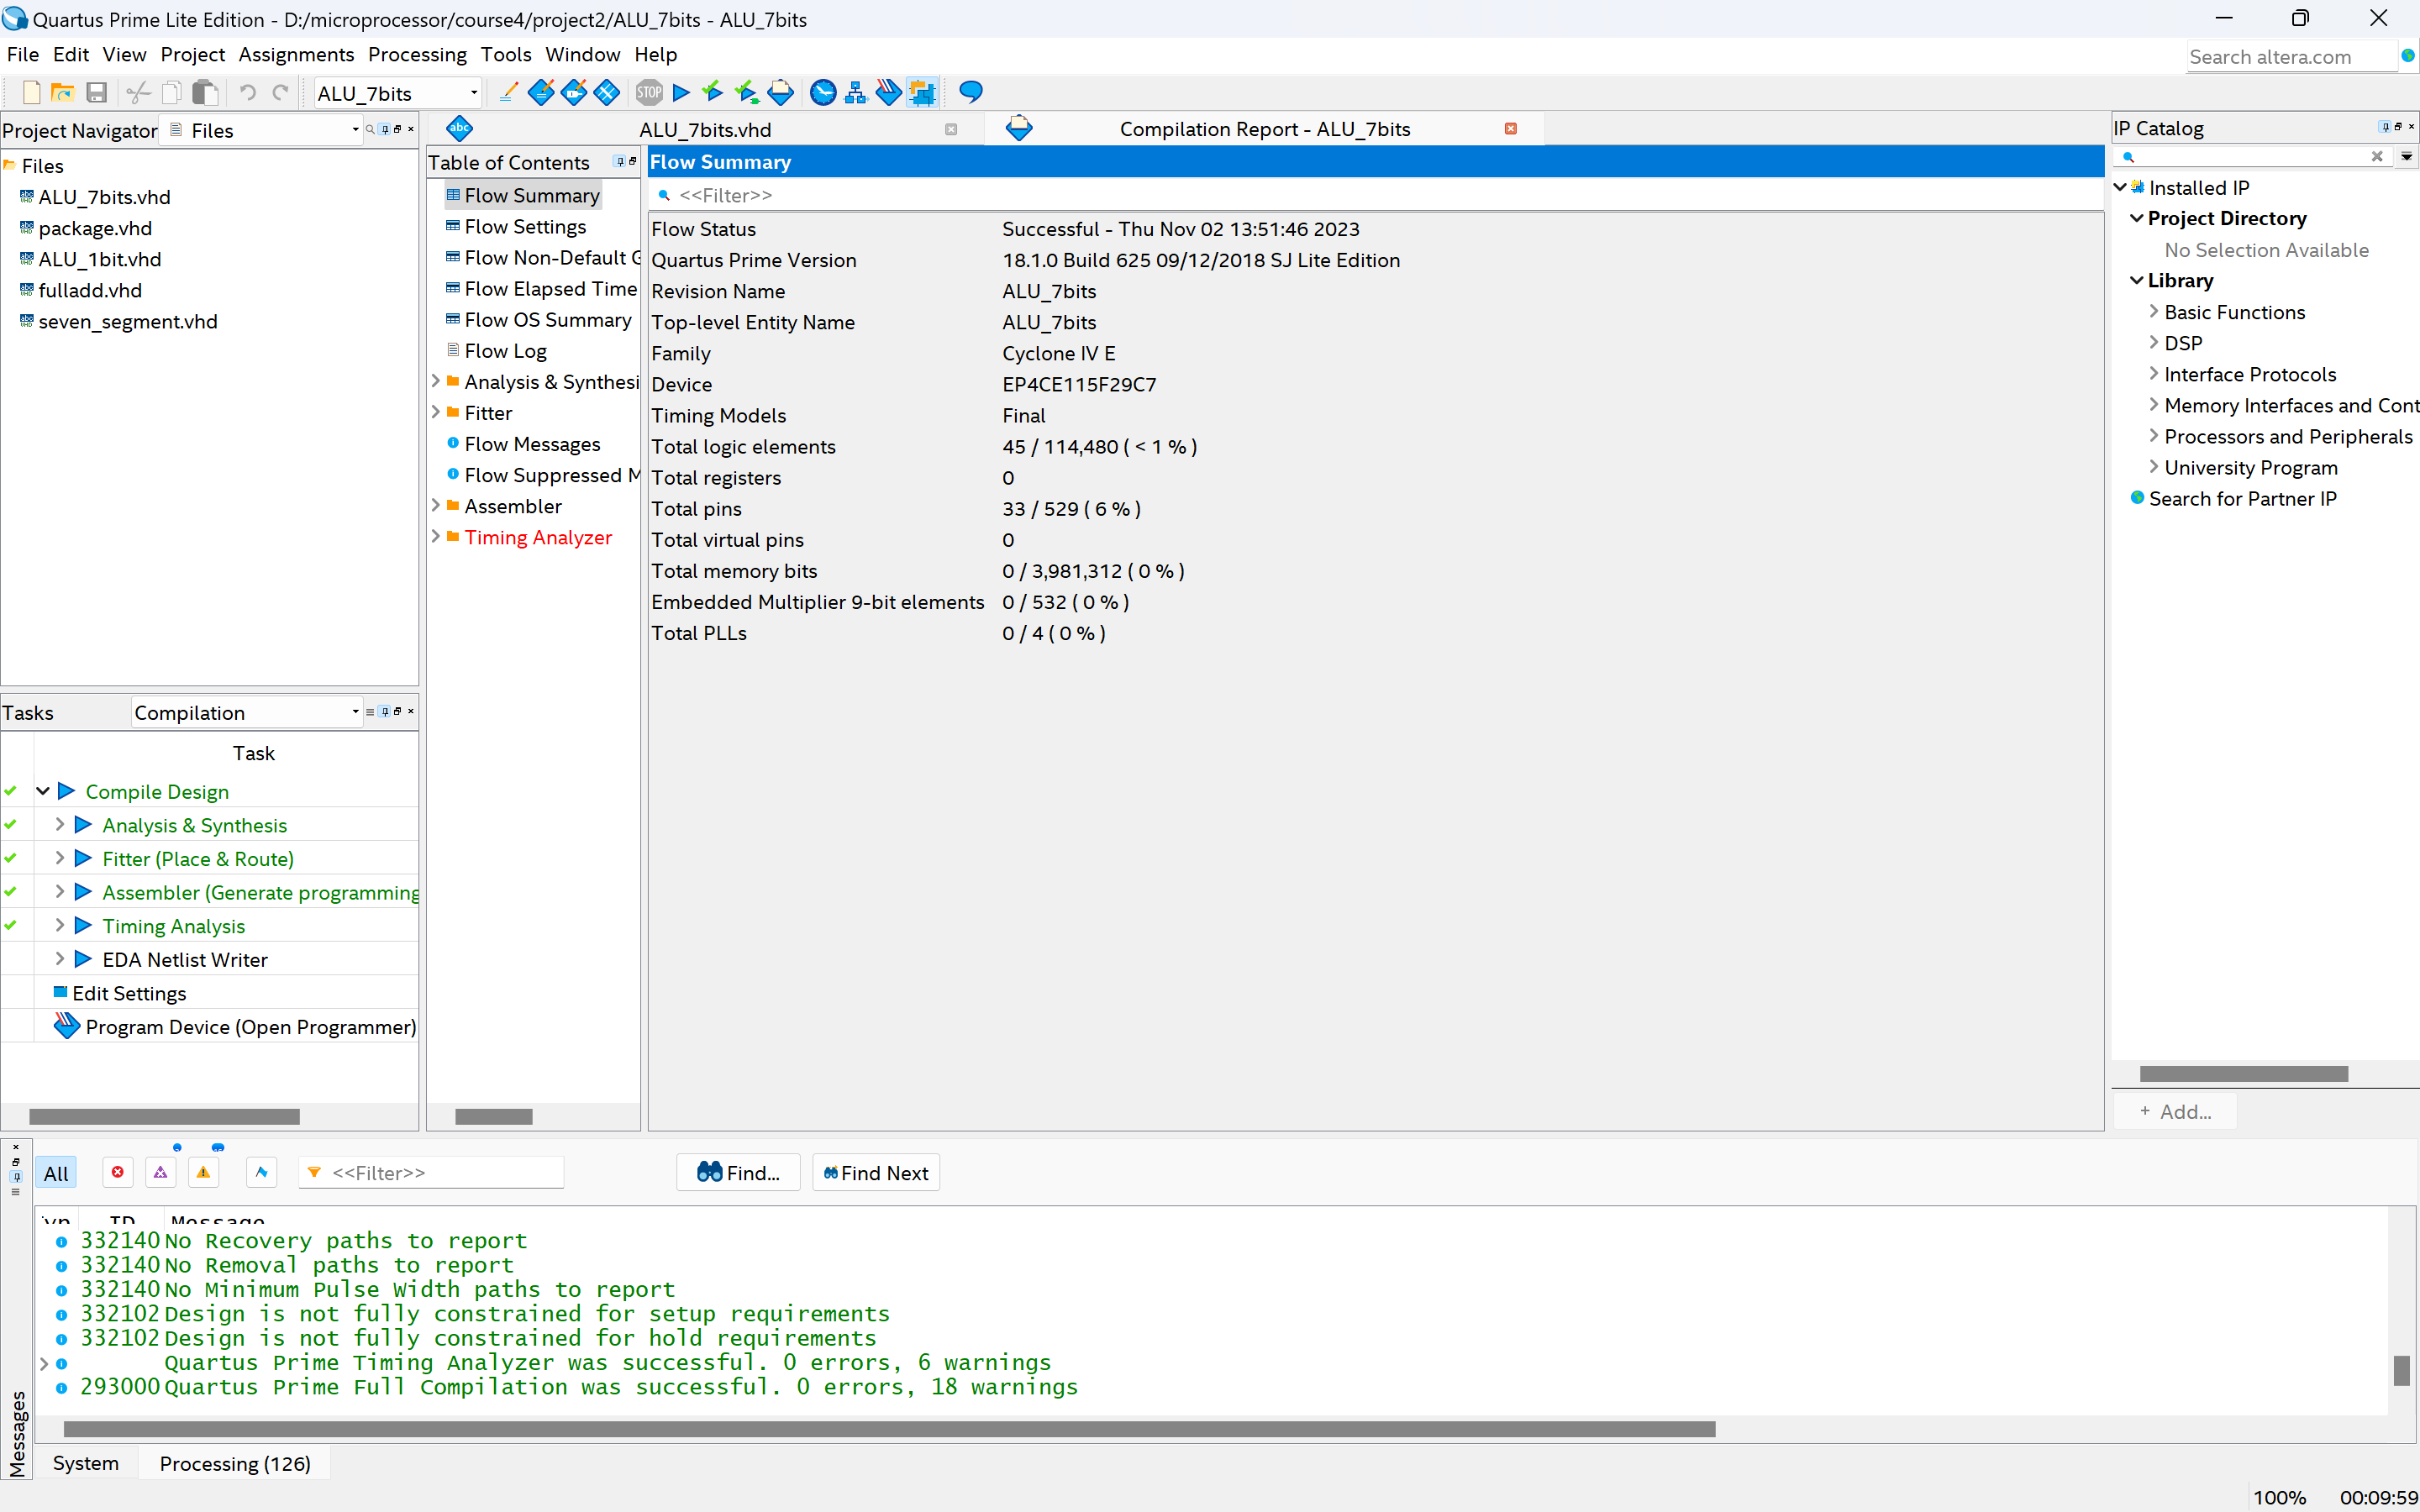 Quartus Prime Lite Edition - D:/microprocessor/course4/project2/ALU_7bits - ALU_7bits
File Edit View Project Assignments Processing Tools Window Help
Search altera.com
ALU_7bits
STOP
Project Navigator Files
Files
ALU_7bits.vhd
package.vhd
ALU_1bit.vhd
fulladd.vhd
seven_segment.vhd
Tasks Compilation
Task
Compile Design
Analysis & Synthesis
Fitter (Place & Route)
Assembler (Generate programming
Timing Analysis
EDA Netlist Writer
Edit Settings
Program Device (Open Programmer)
abc ALU_7bits.vhd
Compilation Report - ALU_7bits
Table of Contents
Flow Summary
Flow Settings
Flow Non-Default G
Flow Elapsed Time
Flow OS Summary
Flow Log
Analysis & Synthesi
Fitter
Flow Messages
Flow Suppressed M
Assembler
Timing Analyzer
Flow Summary
<<Filter>>
Flow Status Successful - Thu Nov 02 13:51:46 2023
Quartus Prime Version 18.1.0 Build 625 09/12/2018 SJ Lite Edition
Revision Name ALU_7bits
Top-level Entity Name ALU_7bits
Family Cyclone IV E
Device EP4CE115F29C7
Timing Models Final
Total logic elements 45 / 114,480 ( < 1 % )
Total registers 0
Total pins 33 / 529 ( 6 % )
Total virtual pins 0
Total memory bits 0 / 3,981,312 ( 0 % )
Embedded Multiplier 9-bit elements 0 / 532 ( 0 % )
Total PLLs 0 / 4 ( 0 % )
IP Catalog
Installed IP
Project Directory
No Selection Available
Library
Basic Functions
DSP
Interface Protocols
Memory Interfaces and Cont
Processors and Peripherals
University Program
Search for Partner IP
+ Add...
All <<Filter>> Find... Find Next
ID Message
332140 No Recovery paths to report
332140 No Removal paths to report
332140 No Minimum Pulse Width paths to report
332102 Design is not fully constrained for setup requirements
332102 Design is not fully constrained for hold requirements
Quartus Prime Timing Analyzer was successful. 0 errors, 6 warnings
293000 Quartus Prime Full Compilation was successful. 0 errors, 18 warnings
Messages
System Processing (126)
100% 00:09:59